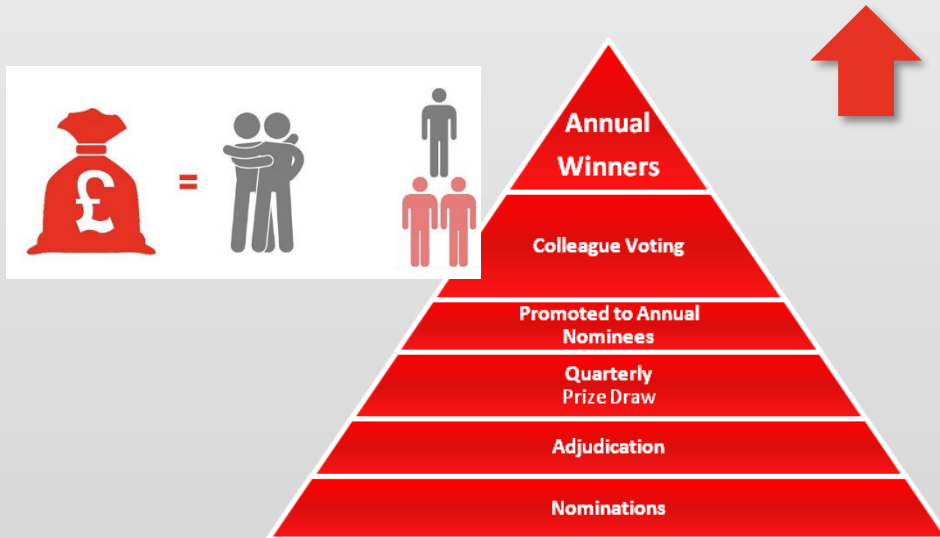 £
=
Annual
Winners
Colleague Voting
Promoted to Annual
Nominees
Quarterly
Prize Draw
Adjudication
Nominations